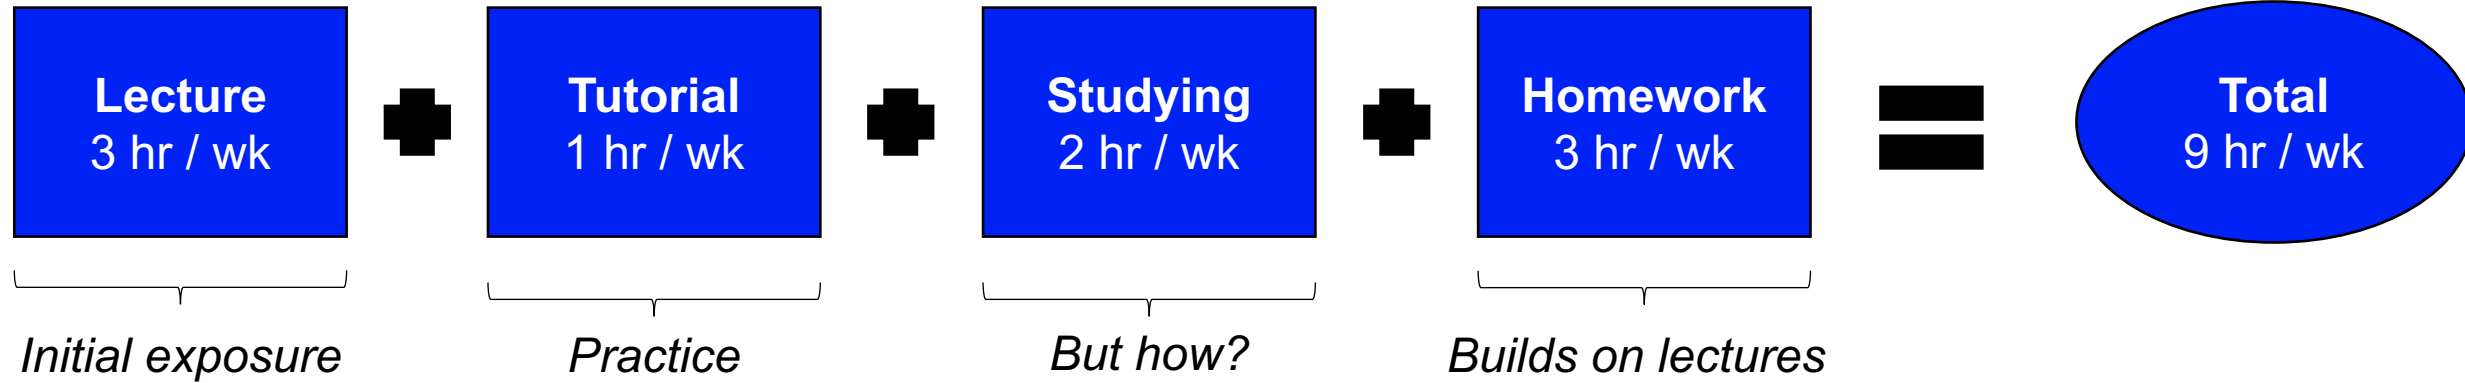 Lecture
3 hr / wk
Tutorial
1 hr / wk
Studying
2 hr / wk
Homework
3 hr / wk
Total
9 hr / wk
Initial exposure
Practice
But how?
Builds on lectures